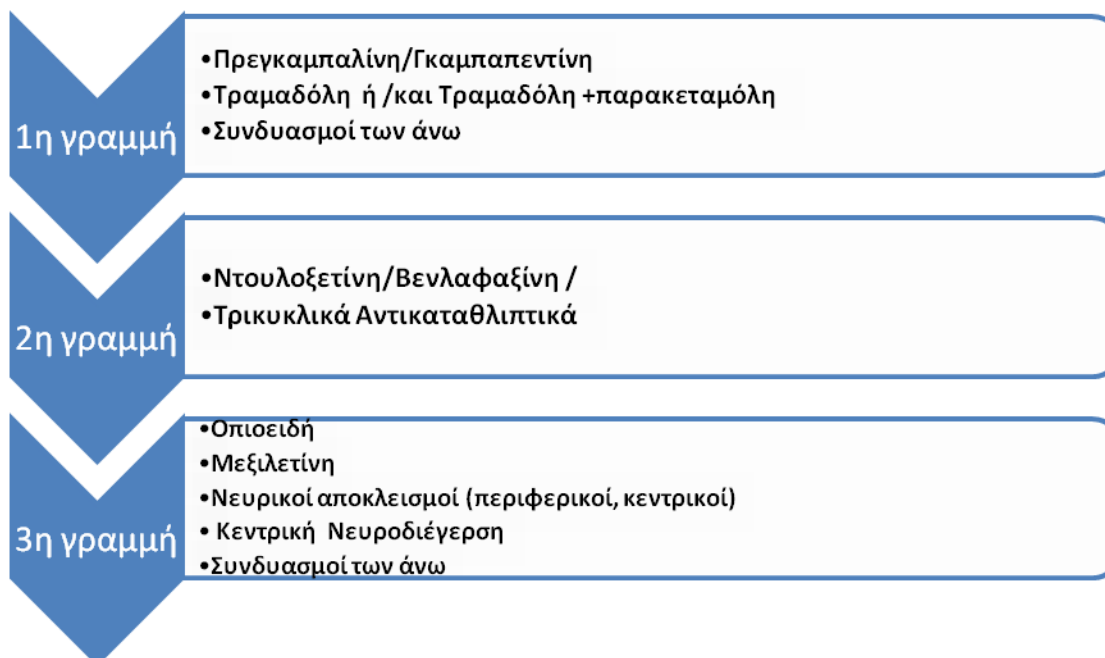 1η γραμμή
•Πρεγκαμπαλίνη/Γκαμπαπεντίνη
•Τραμαδόλη ή /και Τραμαδόλη +παρακεταμόλη
•Συνδυασμοί των άνω
2η γραμμή
•Ντουλοξετίνη/Βενλαφαξίνη /
•Τρικυκλικά Αντικαταθλιπτικά
3η γραμμή
•Οπιοειδή
•Μεξιλετίνη
•Νευρικοί αποκλεισμοί (περιφερικοί, κεντρικοί)
• Κεντρική Νευροδιέγερση
•Συνδυασμοί των άνω